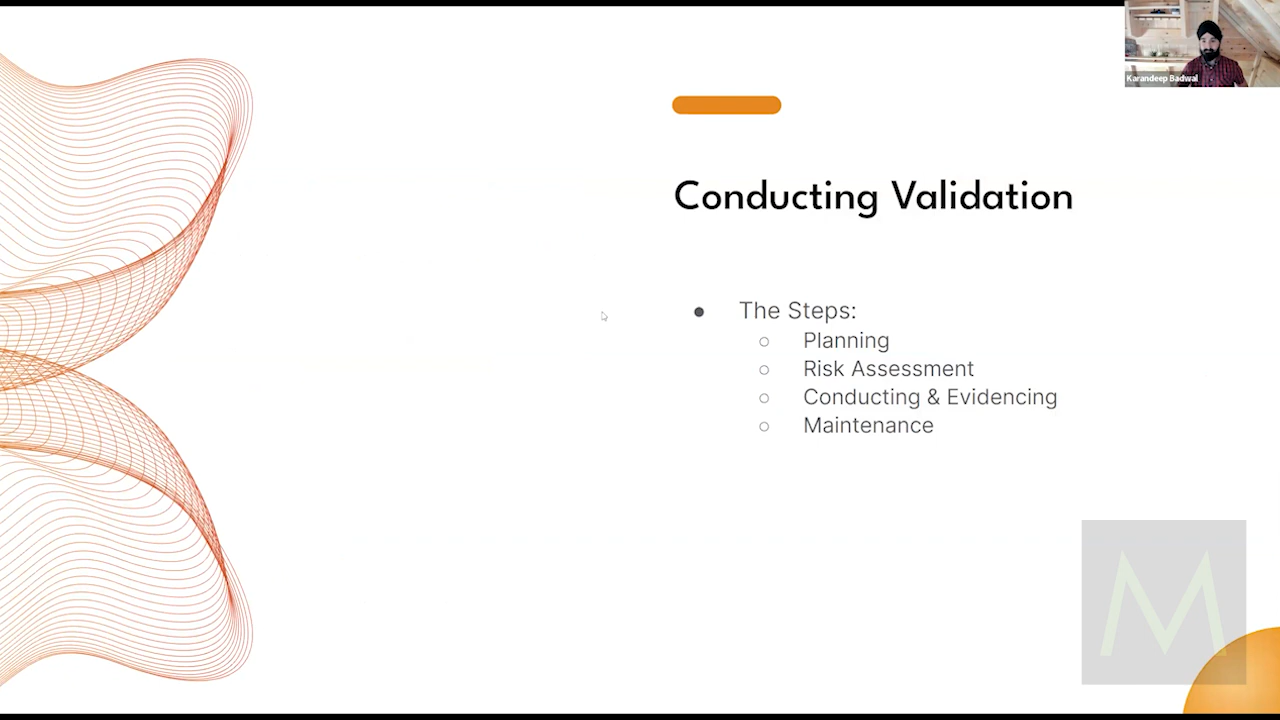 Karandeep Badwal
Conducting Validation
The Steps:
Planning
Risk Assessment
Conducting & Evidencing
Maintenance
M